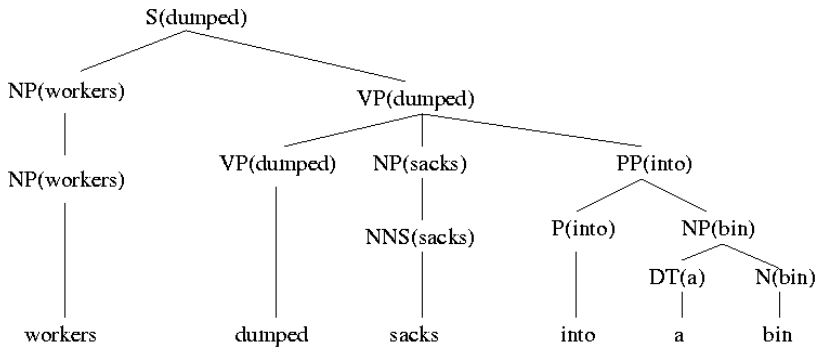 S(dumped)
NP(workers) VP(dumped)
NP(workers) VP(dumped) NP(sacks) PP(into)
NNS(sacks) P(into) NP(bin)
DT(a) N(bin)
workers dumped sacks into a bin